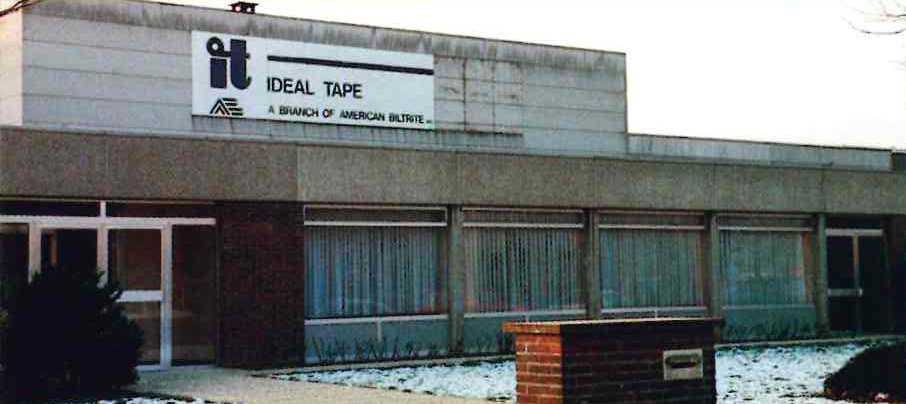 it
IDEAL TAPE
A BRANCH OF AMERICAN BILTRITE